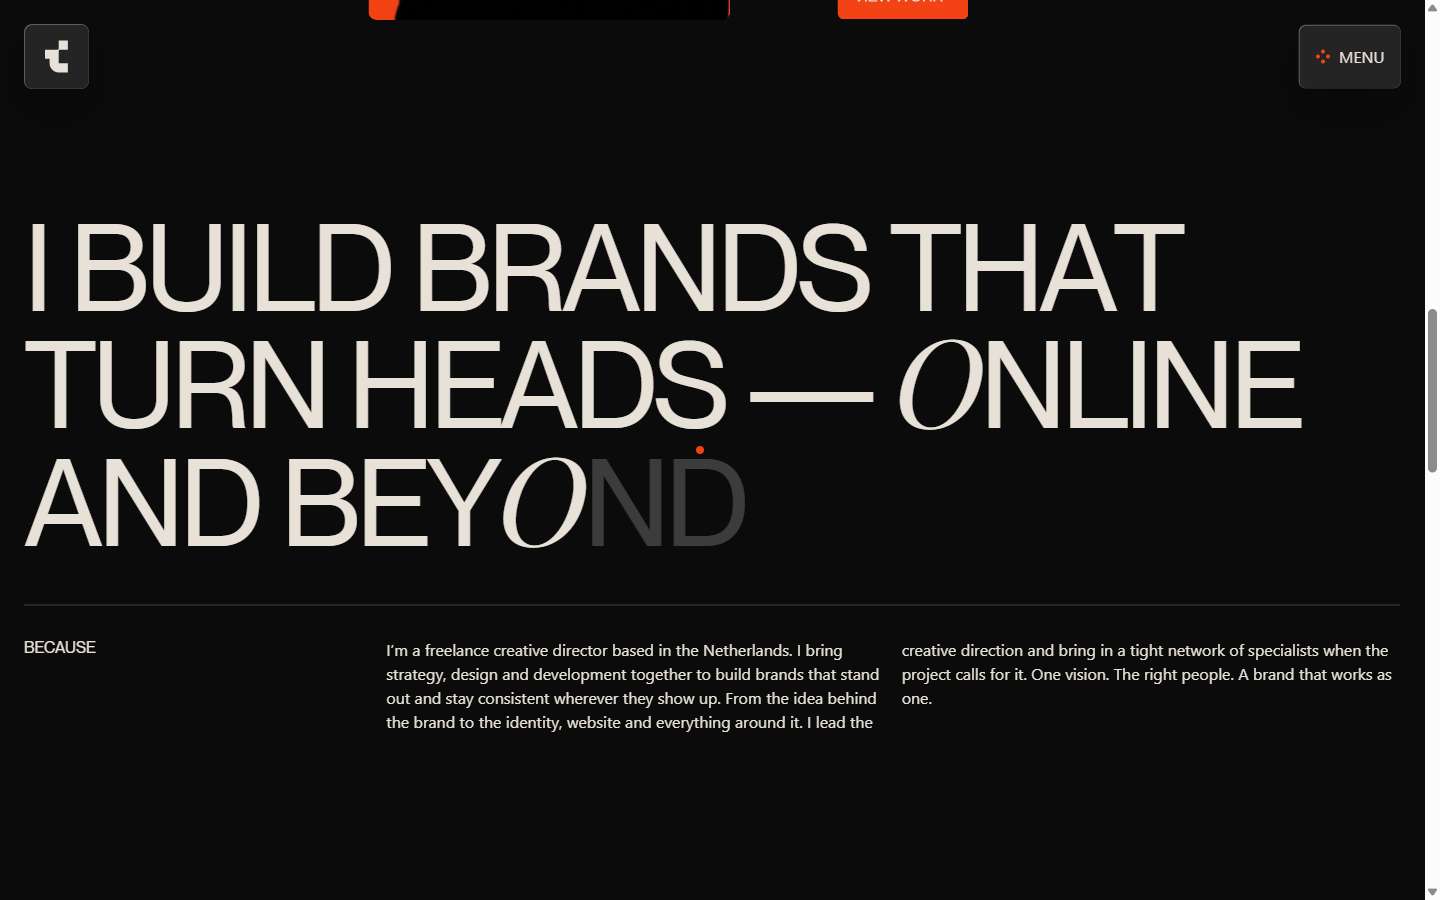 MENU
I BUILD BRANDS THAT
TURN HEADS — ONLINE
AND BEYOND
BECAUSE
I'm a freelance creative director based in the Netherlands. I bring
strategy, design and development together to build brands that stand
out and stay consistent wherever they show up. From the idea behind
the brand to the identity, website and everything around it. I lead the
creative direction and bring in a tight network of specialists when the
project calls for it. One vision. The right people. A brand that works as
one.